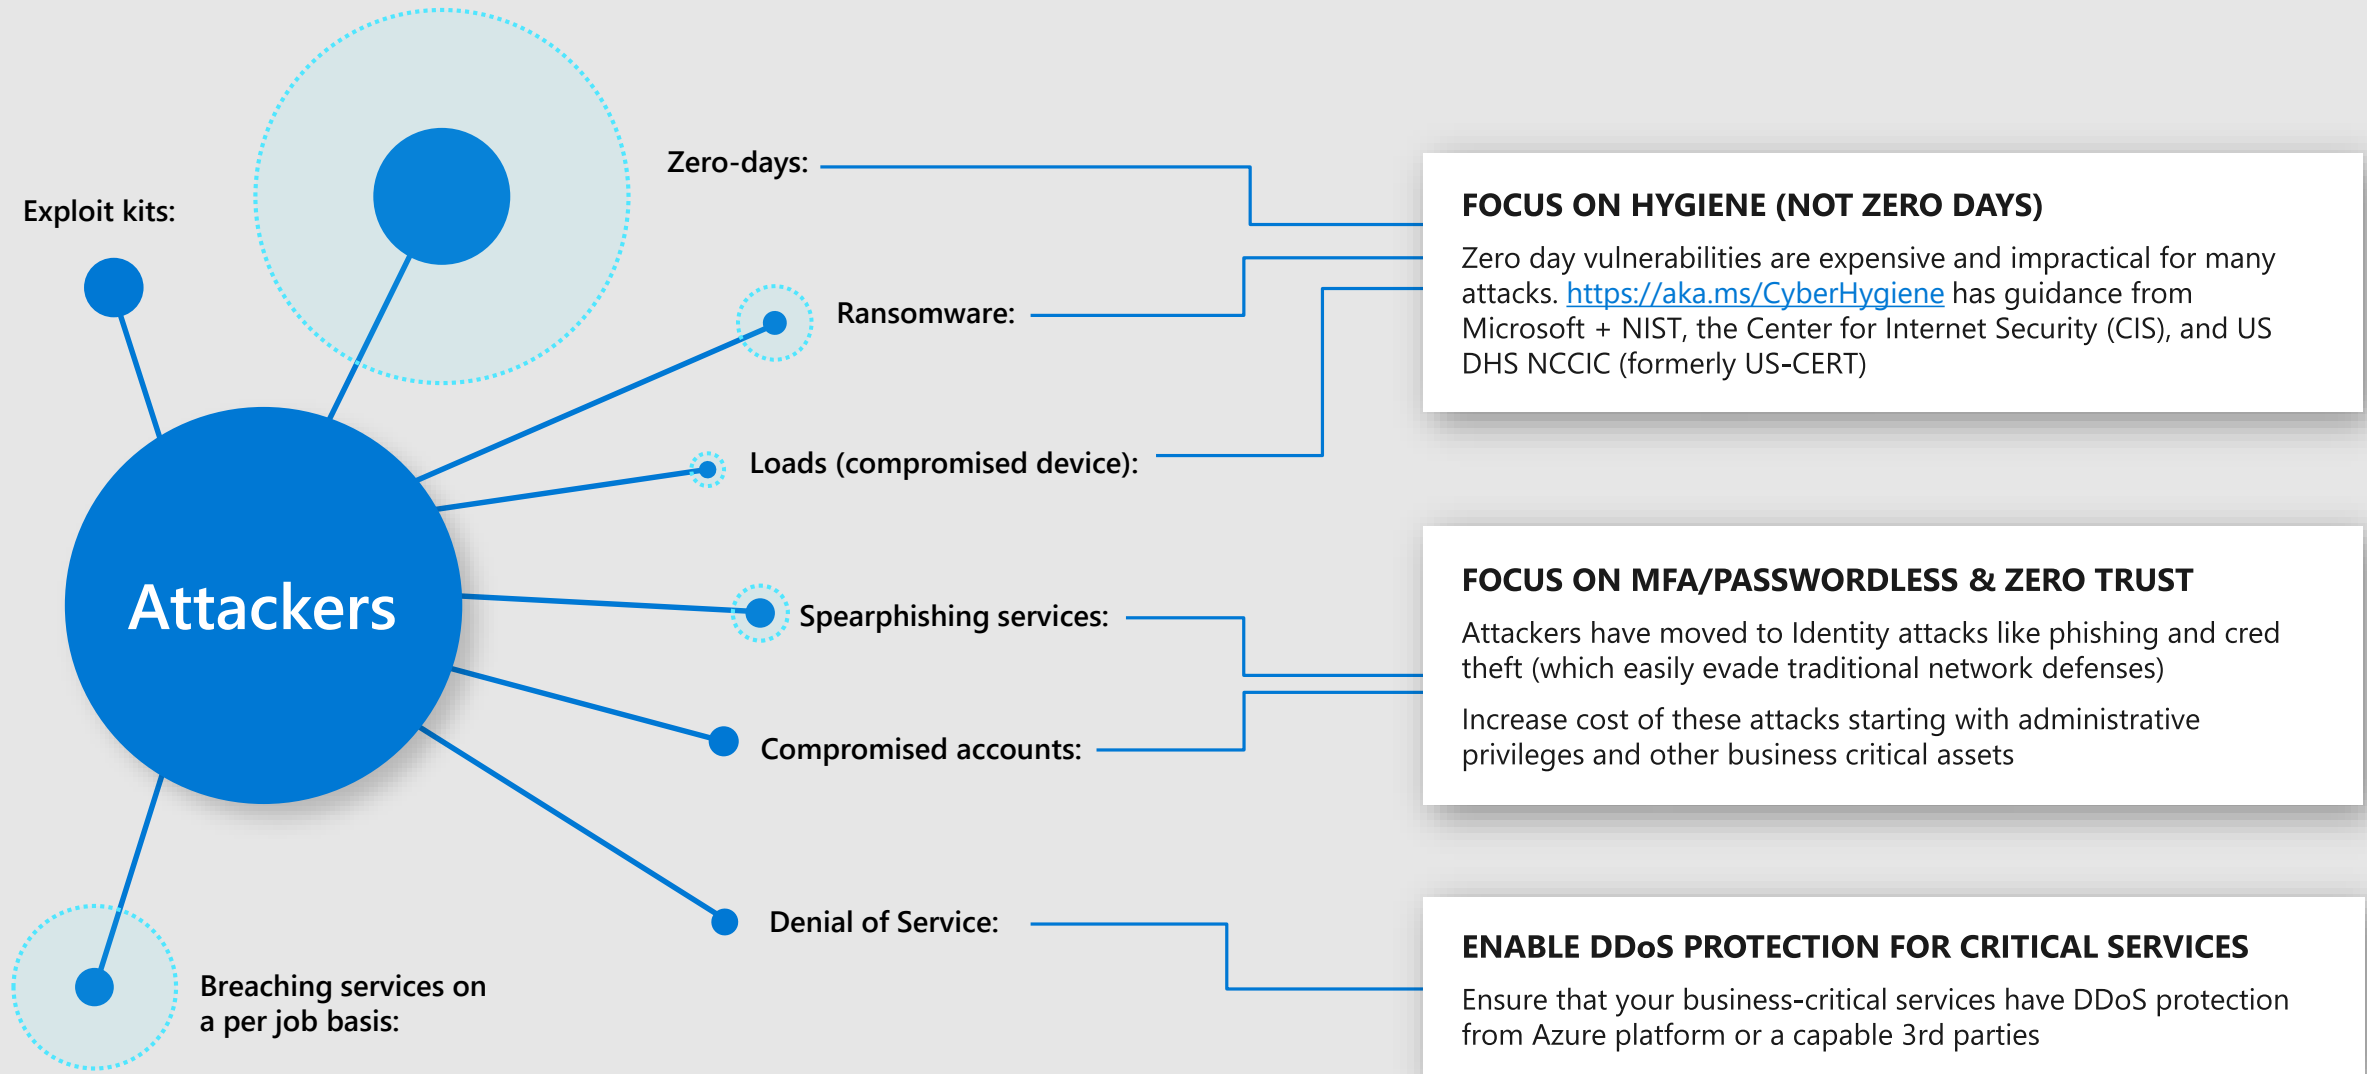 Exploit kits:
Zero-days:
Ransomware:
Loads (compromised device):
Attackers
Spearphishing services:
Compromised accounts:
Denial of Service:
Breaching services on
a per job basis:
FOCUS ON HYGIENE (NOT ZERO DAYS)
Zero day vulnerabilities are expensive and impractical for many
attacks. https://aka.ms/CyberHygiene has guidance from
Microsoft + NIST, the Center for Internet Security (CIS), and US
DHS NCCIC (formerly US-CERT)
FOCUS ON MFA/PASSWORDLESS & ZERO TRUST
Attackers have moved to Identity attacks like phishing and cred
theft (which easily evade traditional network defenses)
Increase cost of these attacks starting with administrative
privileges and other business critical assets
ENABLE DDoS PROTECTION FOR CRITICAL SERVICES
Ensure that your business-critical services have DDoS protection
from Azure platform or a capable 3rd parties